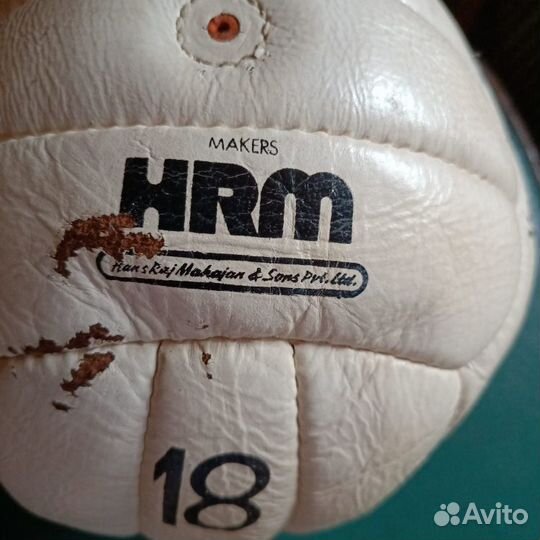 MAKERS
HRM
Hans Raj Mahajan & Sons Pvt. Ltd.
18
Avito